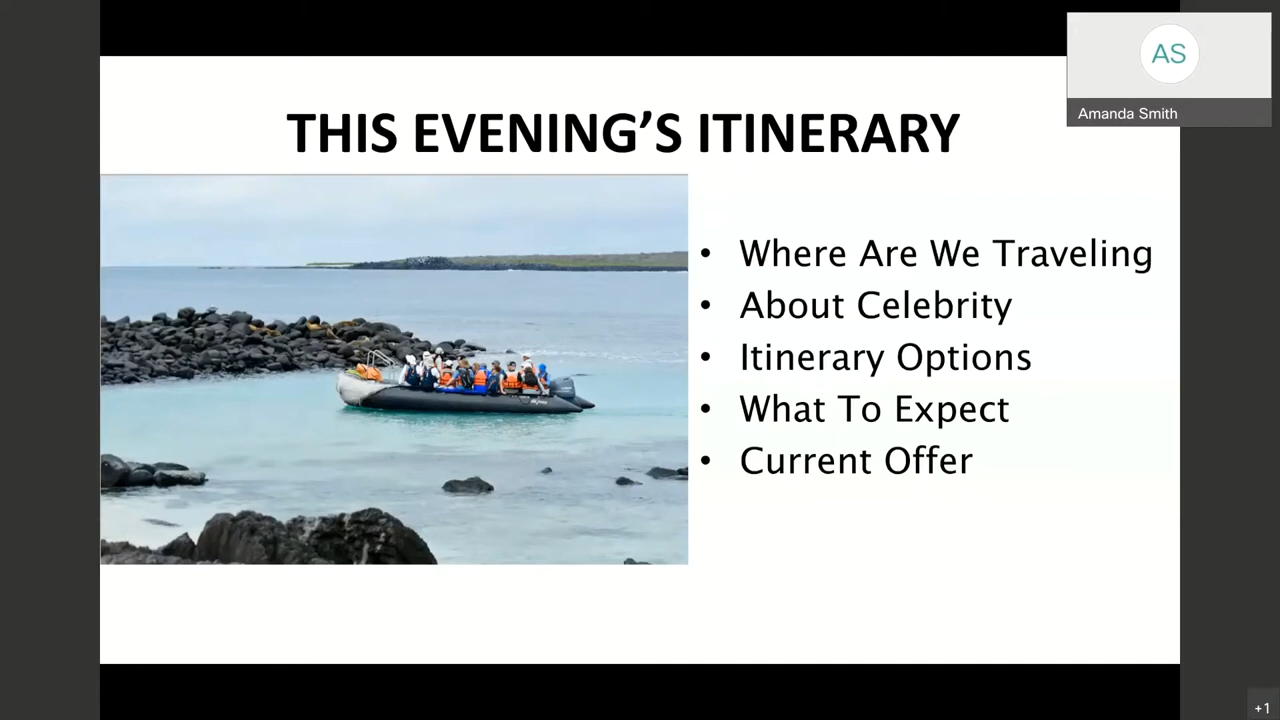 AS
Amanda Smith
THIS EVENING’S ITINERARY
• Where Are We Traveling
• About Celebrity
• Itinerary Options
• What To Expect
• Current Offer
+1